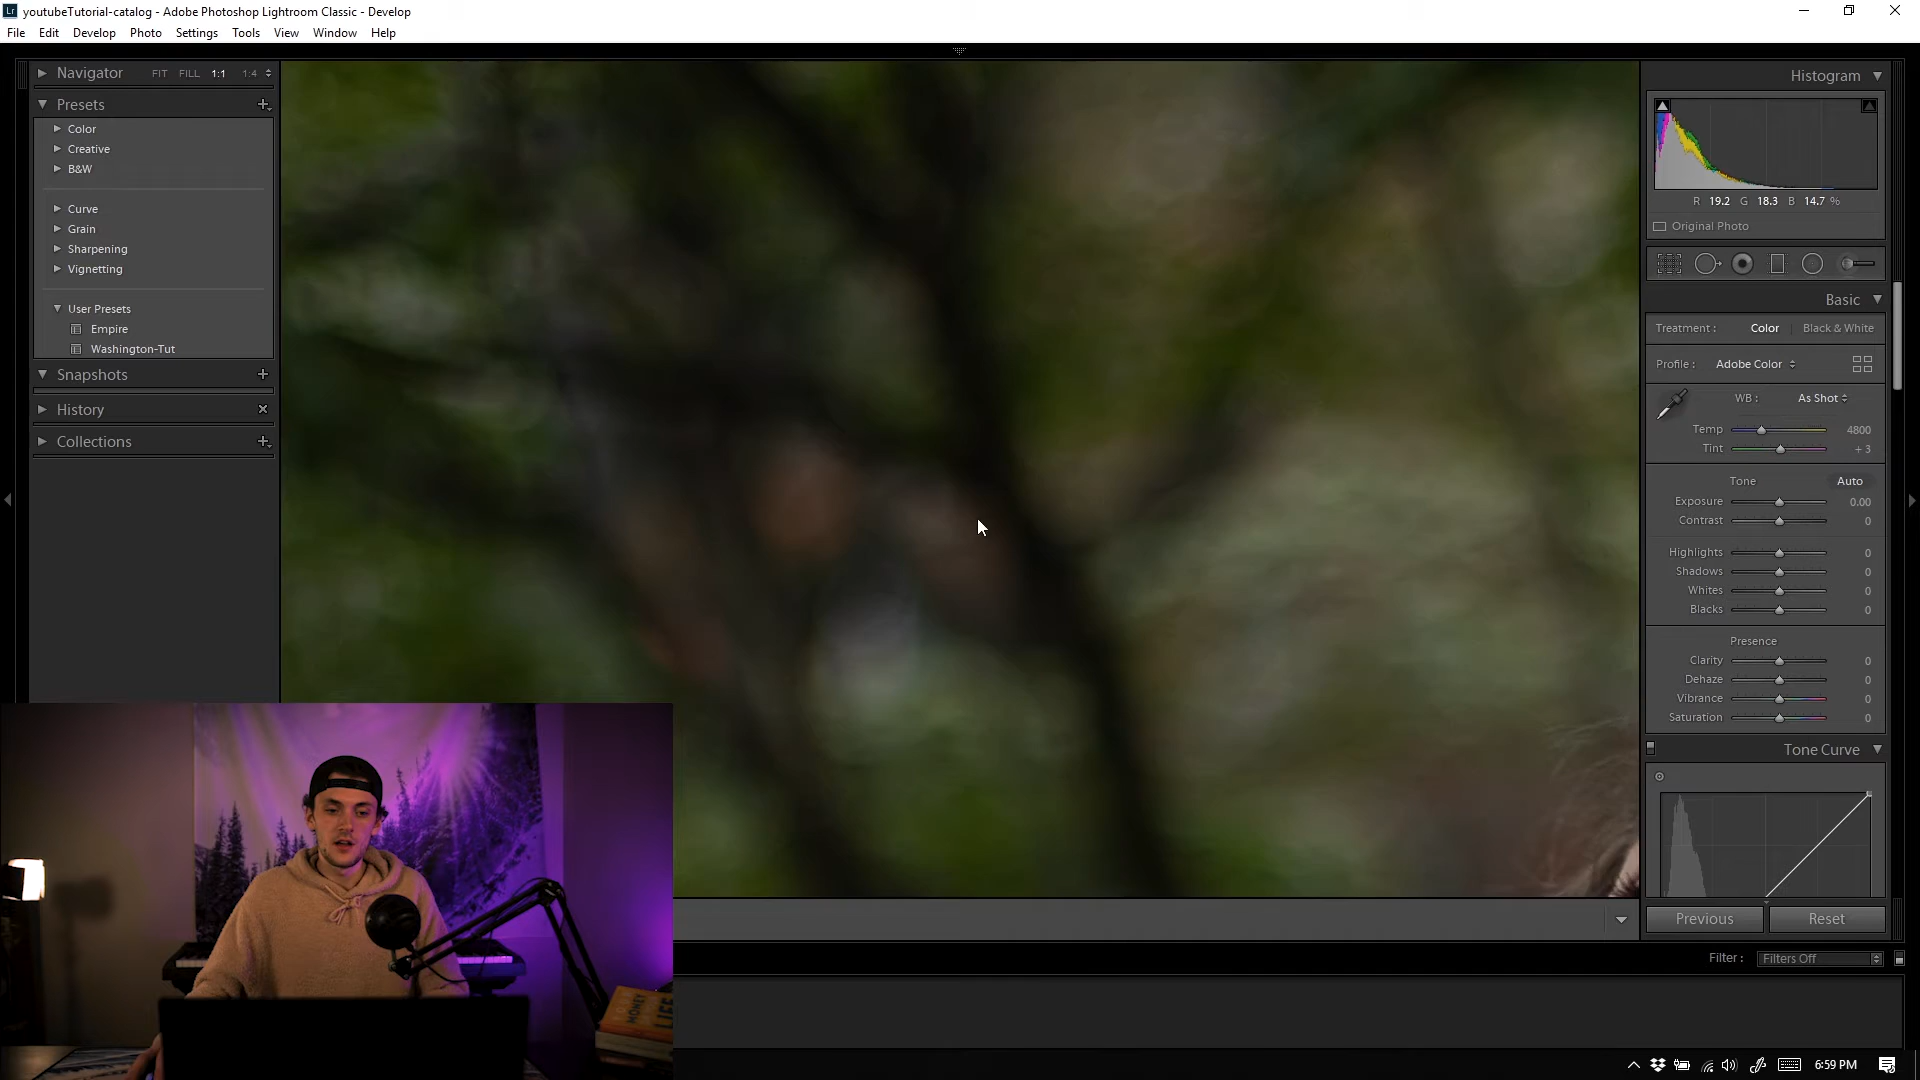 Lr youtubeTutorial-catalog - Adobe Photoshop Lightroom Classic - Develop
File Edit Develop Photo Settings Tools View Window Help
Navigator FIT FILL 1:1 1:4
Presets
Color
Creative
B&W
Curve
Grain
Sharpening
Vignetting
User Presets
Empire
Washington-Tut
Snapshots
History
Collections
Histogram
R 19.2 G 18.3 B 14.7 %
Original Photo
Basic
Treatment : Color Black & White
Profile : Adobe Color
WB : As Shot
Temp 4800
Tint + 3
Tone Auto
Exposure 0.00
Contrast 0
Highlights 0
Shadows 0
Whites 0
Blacks 0
Presence
Clarity 0
Dehaze 0
Vibrance 0
Saturation 0
Tone Curve
Previous Reset
Filter : Filters Off
MONEY
LIFE
6:59 PM